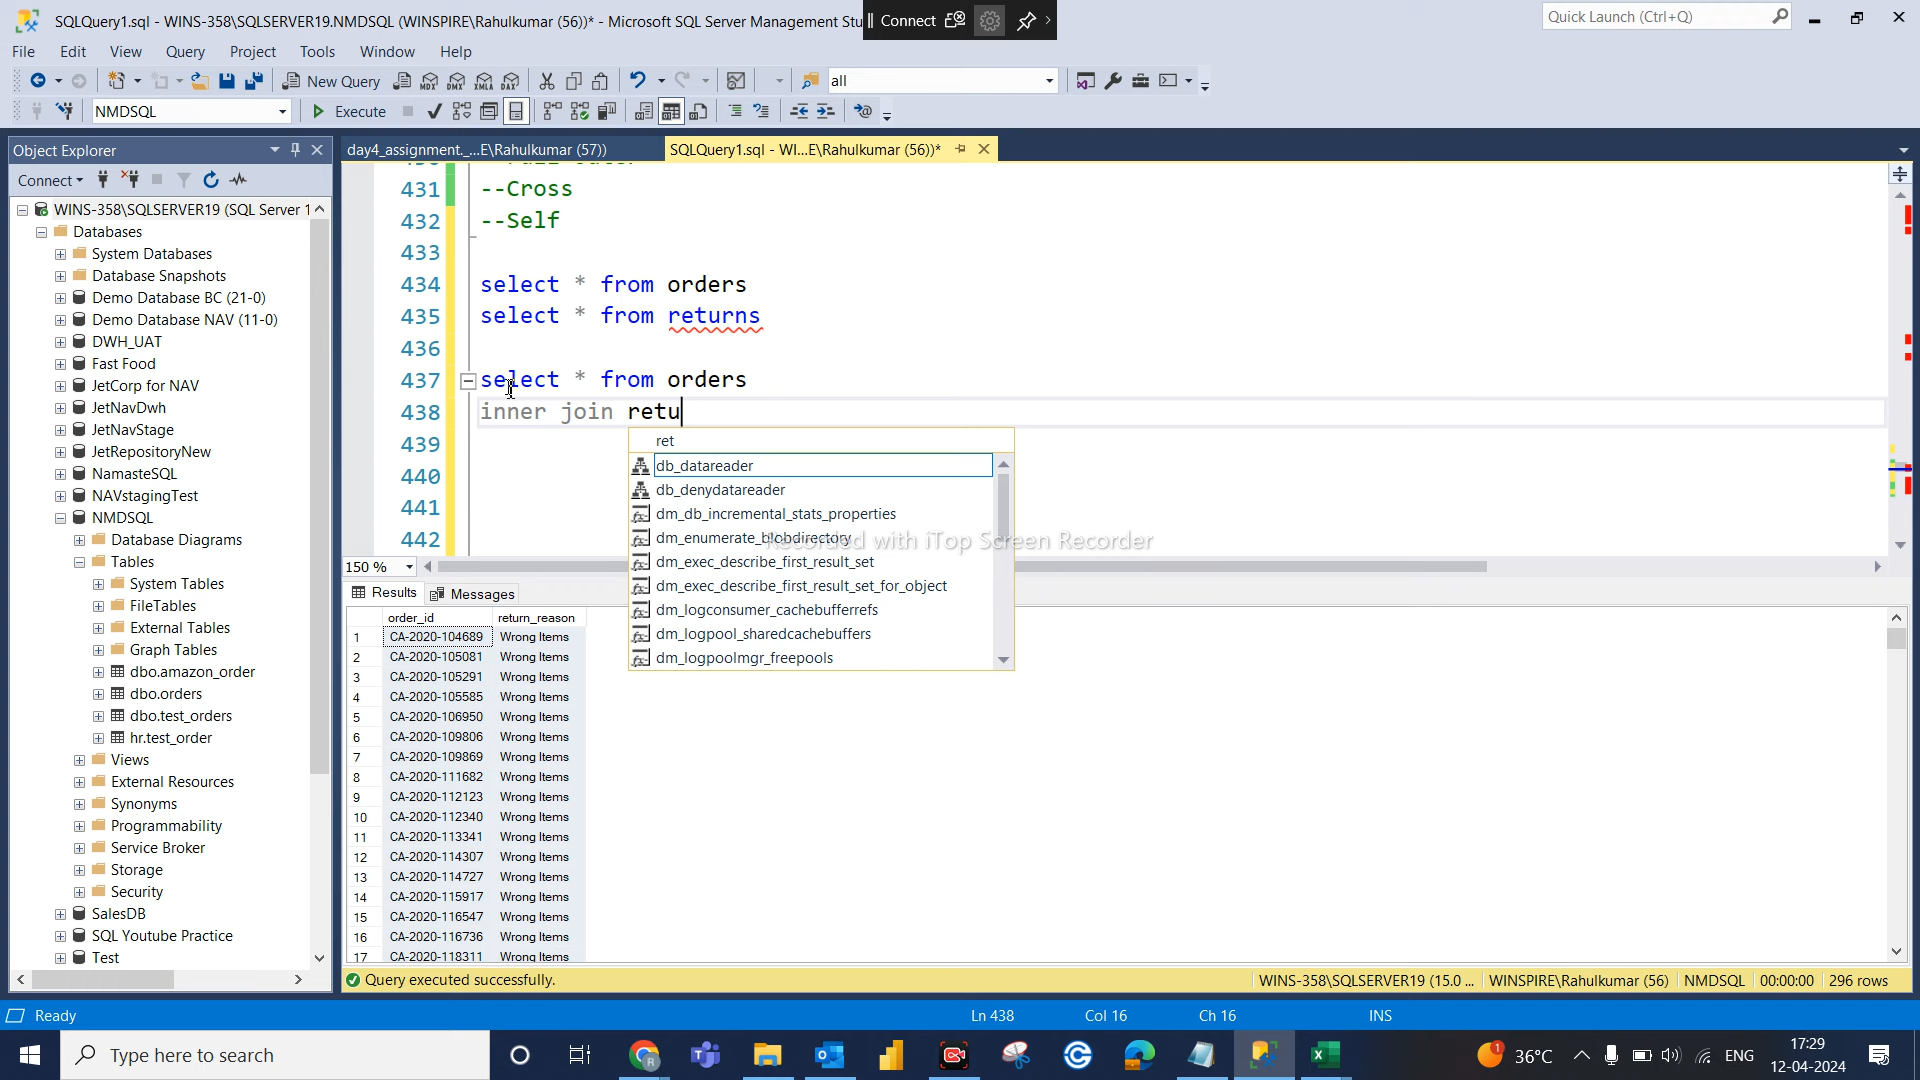 SQLQuery1.sql - WINS-358\SQLSERVER19.NMDSQL (WINSPIRE\Rahulkumar (56))* - Microsoft SQL Server Management Stu
Connect
Quick Launch (Ctrl+Q)
File Edit View Query Project Tools Window Help
New Query
all
NMDSQL
Execute
Object Explorer
Connect
WINS-358\SQLSERVER19 (SQL Server 1
Databases
System Databases
Database Snapshots
Demo Database BC (21-0)
Demo Database NAV (11-0)
DWH_UAT
Fast Food
JetCorp for NAV
JetNavDwh
JetNavStage
JetRepositoryNew
NamasteSQL
NAVstagingTest
NMDSQL
Database Diagrams
Tables
System Tables
FileTables
External Tables
Graph Tables
dbo.amazon_order
dbo.orders
dbo.test_orders
hr.test_order
Views
External Resources
Synonyms
Programmability
Service Broker
Storage
Security
SalesDB
SQL Youtube Practice
Test
day4_assignment._...E\Rahulkumar (57))
SQLQuery1.sql - WI...E\Rahulkumar (56))*
431 --Cross
432 --Self
433
434 select * from orders
435 select * from returns
436
437 select * from orders
438 inner join retu
439
440
441
442
ret
db_datareader
db_denydatareader
dm_db_incremental_stats_properties
dm_enumerate_blobdirectory
dm_exec_describe_first_result_set
dm_exec_describe_first_result_set_for_object
dm_logconsumer_cachebufferrefs
dm_logpool_sharedcachebuffers
dm_logpoolmgr_freepools
Recorded with iTop Screen Recorder
150 %
Results Messages
order_id return_reason
1 CA-2020-104689 Wrong Items
2 CA-2020-105081 Wrong Items
3 CA-2020-105291 Wrong Items
4 CA-2020-105585 Wrong Items
5 CA-2020-106950 Wrong Items
6 CA-2020-109806 Wrong Items
7 CA-2020-109869 Wrong Items
8 CA-2020-111682 Wrong Items
9 CA-2020-112123 Wrong Items
10 CA-2020-112340 Wrong Items
11 CA-2020-113341 Wrong Items
12 CA-2020-114307 Wrong Items
13 CA-2020-114727 Wrong Items
14 CA-2020-115917 Wrong Items
15 CA-2020-116547 Wrong Items
16 CA-2020-116736 Wrong Items
17 CA-2020-118311 Wrong Items
Query executed successfully.
WINS-358\SQLSERVER19 (15.0 ... WINSPIRE\Rahulkumar (56) NMDSQL 00:00:00 296 rows
Ready
Ln 438 Col 16 Ch 16 INS
Type here to search
1 36°C
ENG
17:29
12-04-2024